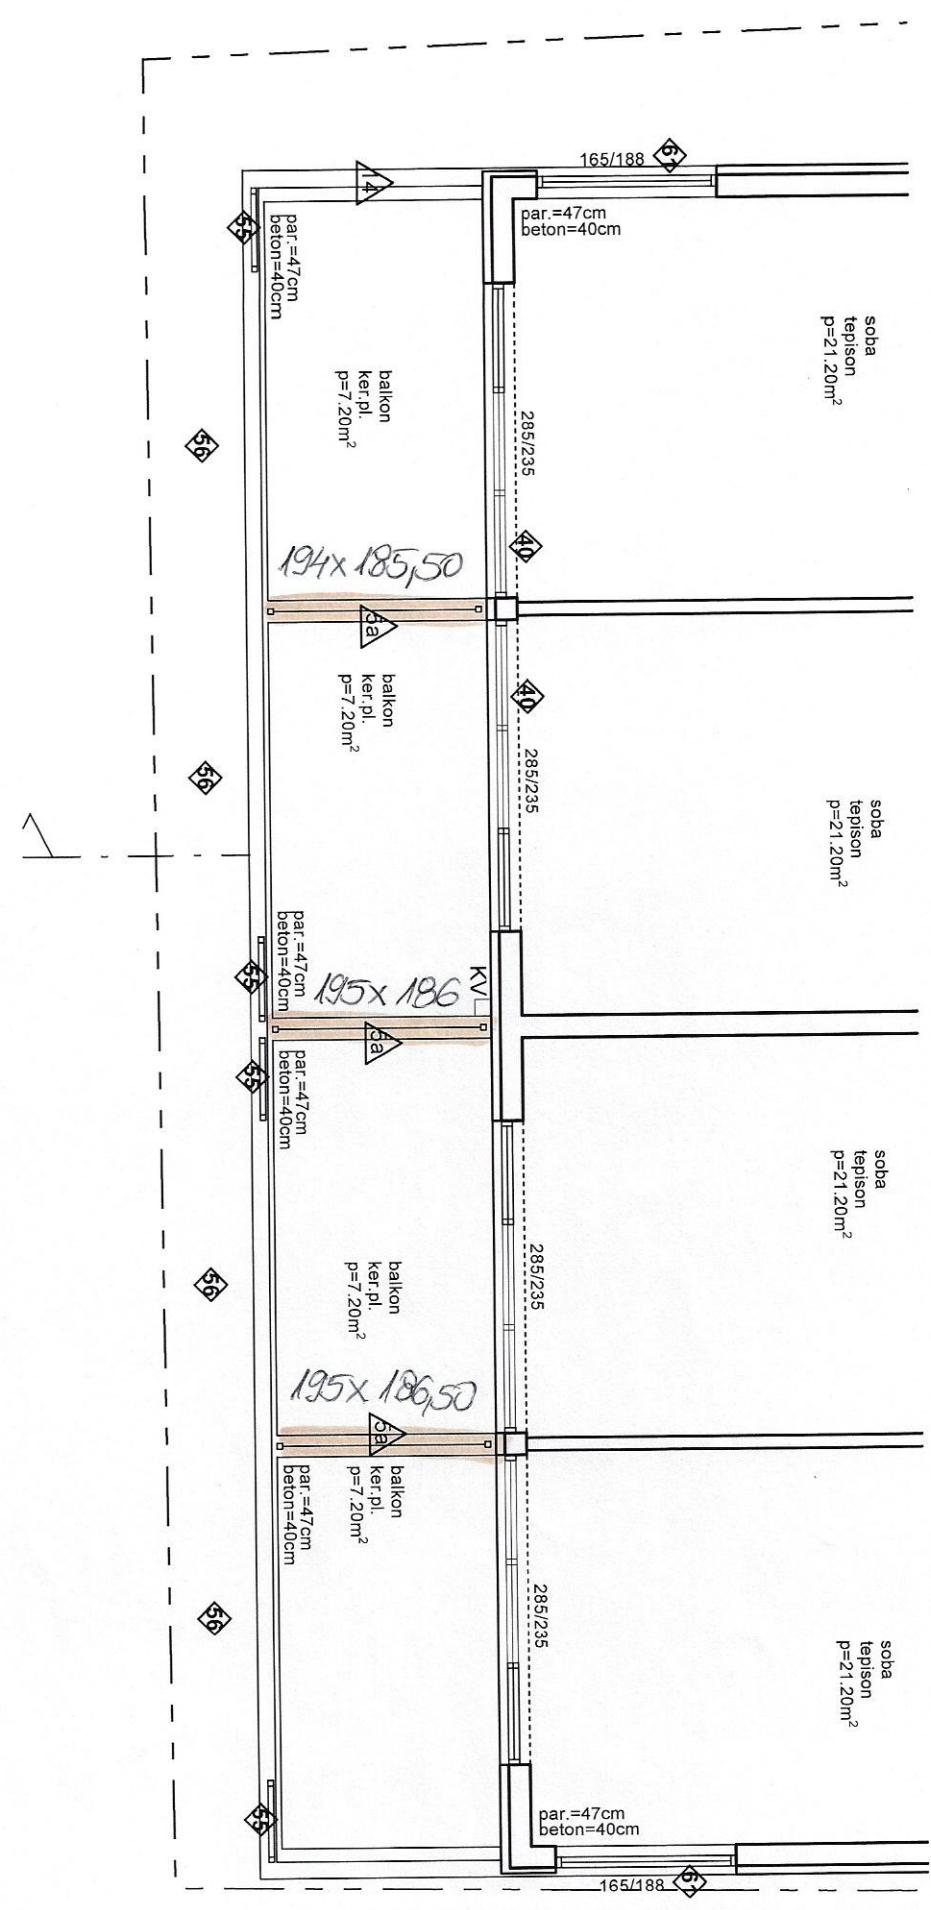 165/188
61
14
55
par.=47cm
beton=40cm
par.=47cm
beton=40cm
soba
tepison
p=21.20m²
balkon
ker.pl.
p=7.20m²
285/235
56
40
194x185,50
5a
balkon
ker.pl.
p=7.20m²
40
285/235
56
soba
tepison
p=21.20m²
par.=47cm
beton=40cm
55
KV
195x186
5a
par.=47cm
beton=40cm
55
soba
tepison
p=21.20m²
balkon
ker.pl.
p=7.20m²
285/235
56
195x186,50
5a
balkon
ker.pl.
p=7.20m²
par.=47cm
beton=40cm
285/235
56
soba
tepison
p=21.20m²
55
par.=47cm
beton=40cm
165/188
61